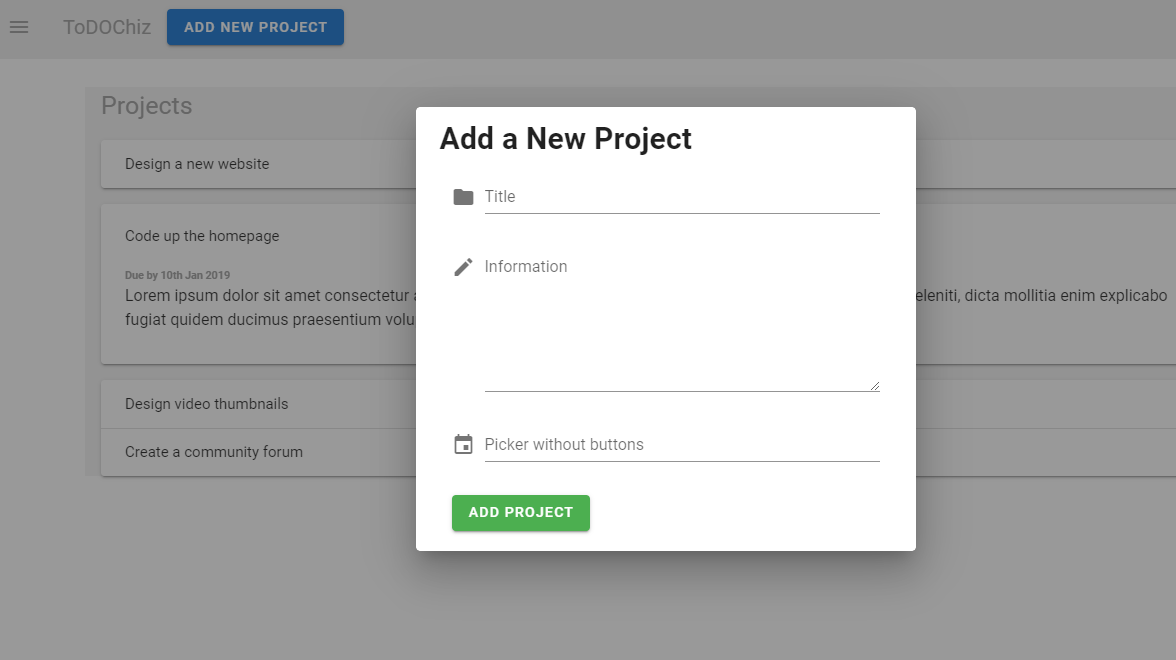 ToDOChiz
ADD NEW PROJECT
Projects
Design a new website
Code up the homepage
Due by 10th Jan 2019
Lorem ipsum dolor sit amet consectetur
eleniti, dicta mollitia enim explicabo
fugiat quidem ducimus praesentium volu
Design video thumbnails
Create a community forum
Add a New Project
Title
Information
Picker without buttons
ADD PROJECT